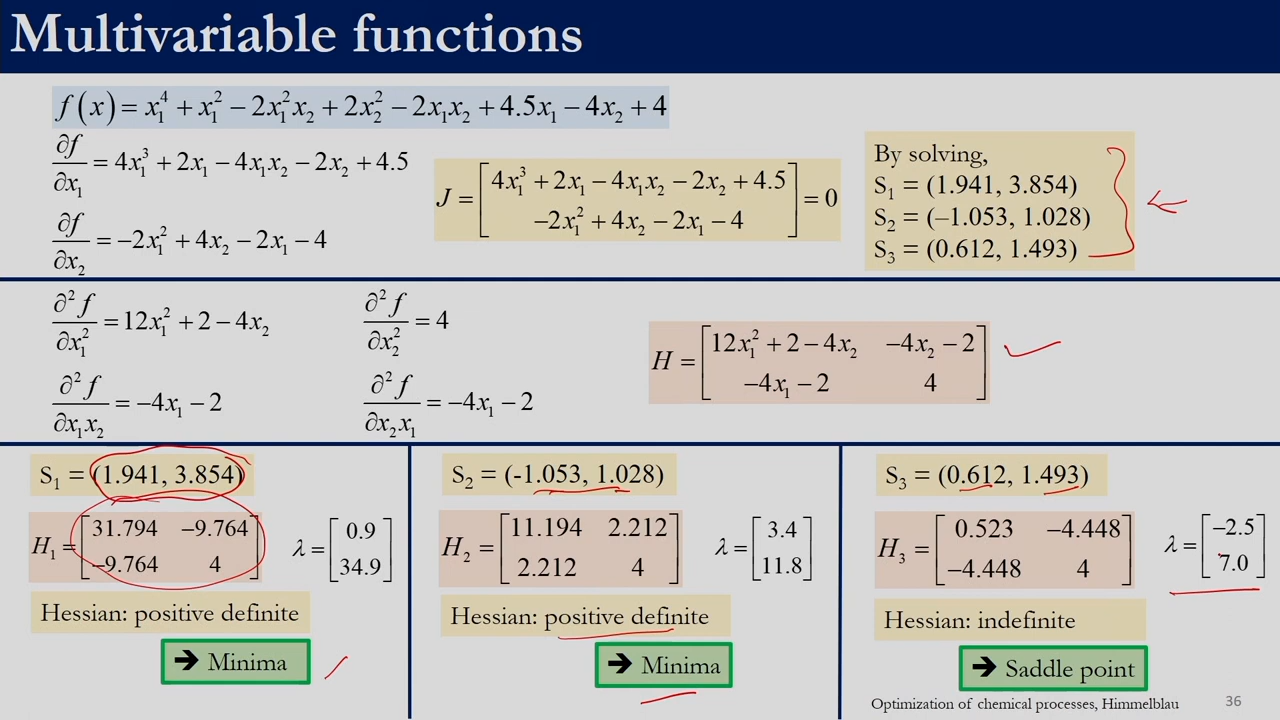 Multivariable functions
f(x) = x₁⁴ + x₁² − 2x₁²x₂ + 2x₂² − 2x₁x₂ + 4.5x₁ − 4x₂ + 4
∂f/∂x₁ = 4x₁³ + 2x₁ − 4x₁x₂ − 2x₂ + 4.5
∂f/∂x₂ = −2x₁² + 4x₂ − 2x₁ − 4
J = [4x₁³ + 2x₁ − 4x₁x₂ − 2x₂ + 4.5
−2x₁² + 4x₂ − 2x₁ − 4] = 0
By solving,
S₁ = (1.941, 3.854)
S₂ = (–1.053, 1.028)
S₃ = (0.612, 1.493)
∂²f/∂x₁² = 12x₁² + 2 − 4x₂
∂²f/∂x₂² = 4
∂²f/∂x₁x₂ = −4x₁ − 2
∂²f/∂x₂x₁ = −4x₁ − 2
H = [12x₁² + 2 − 4x₂ −4x₂ − 2
−4x₁ − 2 4]
S₁ = (1.941, 3.854)
H₁ = [31.794 −9.764
−9.764 4]
λ = [0.9
34.9]
Hessian: positive definite
➔ Minima
S₂ = (-1.053, 1.028)
H₂ = [11.194 2.212
2.212 4]
λ = [3.4
11.8]
Hessian: positive definite
➔ Minima
S₃ = (0.612, 1.493)
H₃ = [0.523 −4.448
−4.448 4]
λ = [−2.5
7.0]
Hessian: indefinite
➔ Saddle point
Optimization of chemical processes, Himmelblau
36